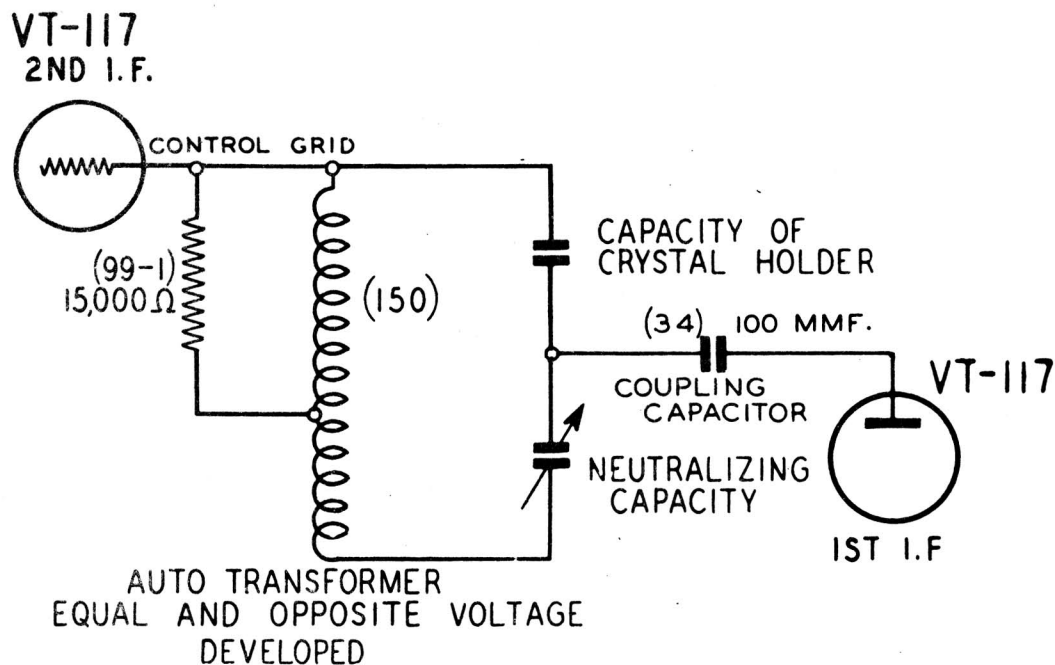 VT-117
2ND I.F.
CONTROL GRID
(99-1)
15,000Ω
(150)
CAPACITY OF
CRYSTAL HOLDER
(34) 100 MMF.
COUPLING
CAPACITOR
VT-117
NEUTRALIZING
CAPACITY
1ST I.F
AUTO TRANSFORMER
EQUAL AND OPPOSITE VOLTAGE
DEVELOPED